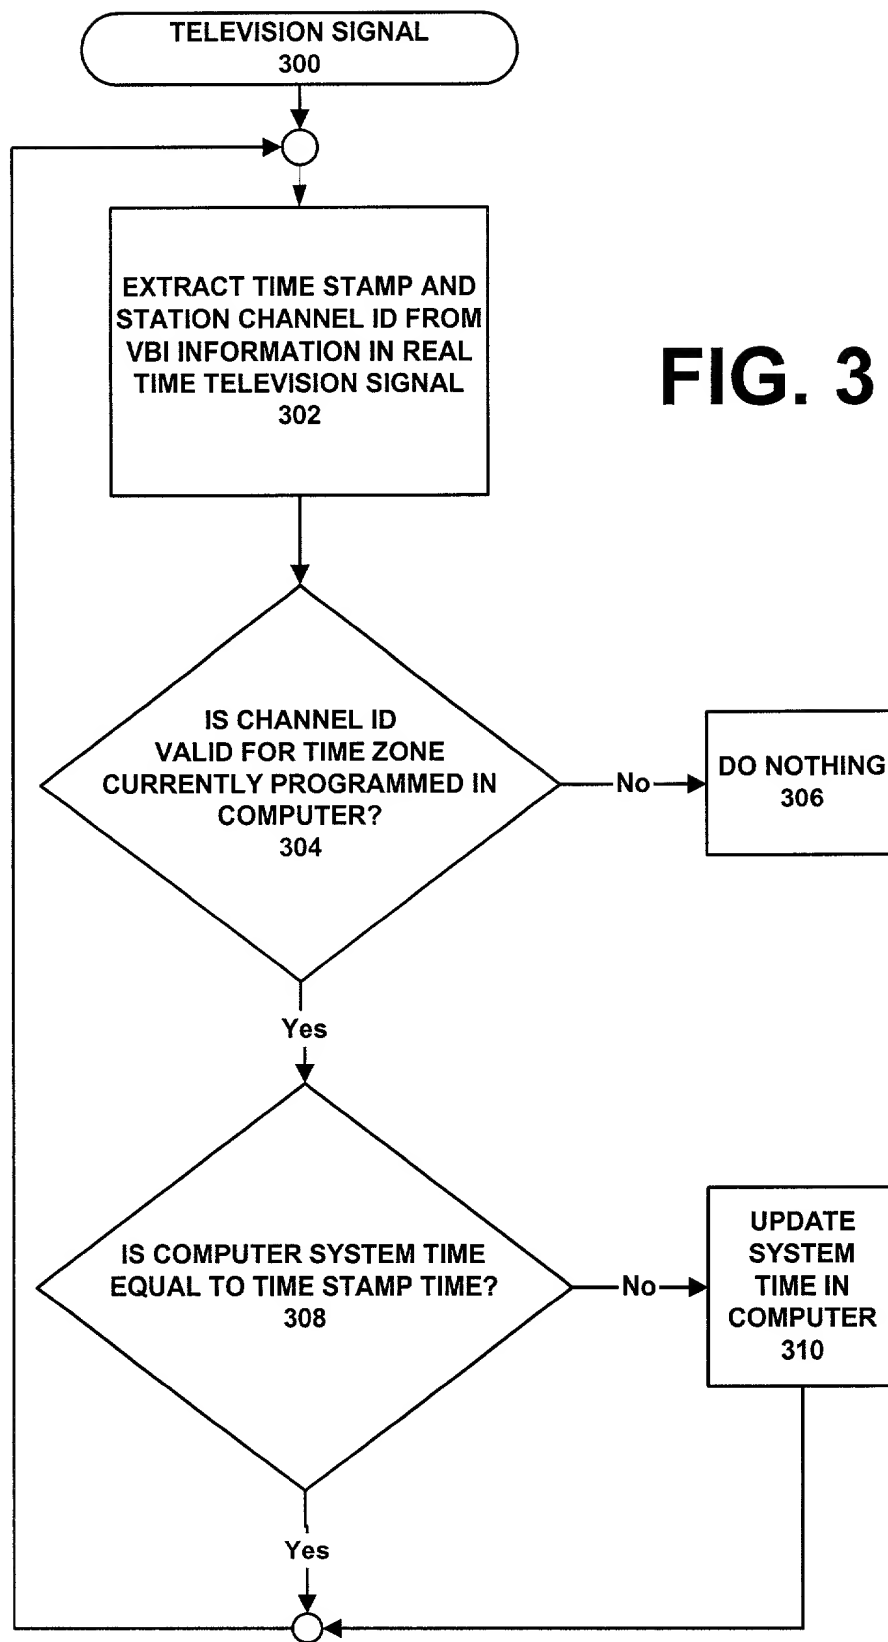 TELEVISION SIGNAL
300
EXTRACT TIME STAMP AND
STATION CHANNEL ID FROM
VBI INFORMATION IN REAL
TIME TELEVISION SIGNAL
302
FIG. 3
IS CHANNEL ID
VALID FOR TIME ZONE
CURRENTLY PROGRAMMED IN
COMPUTER?
304
No
DO NOTHING
306
Yes
IS COMPUTER SYSTEM TIME
EQUAL TO TIME STAMP TIME?
308
No
UPDATE
SYSTEM
TIME IN
COMPUTER
310
Yes